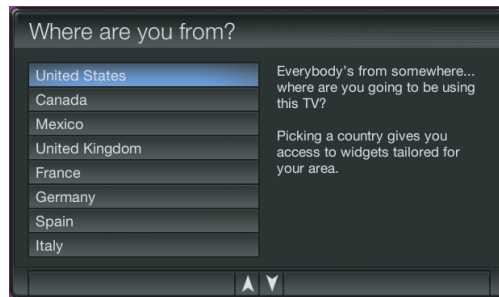 Where are you from?
United States
Canada
Mexico
United Kingdom
France
Germany
Spain
Italy
Everybody's from somewhere...
where are you going to be using
this TV?
Picking a country gives you
access to widgets tailored for
your area.